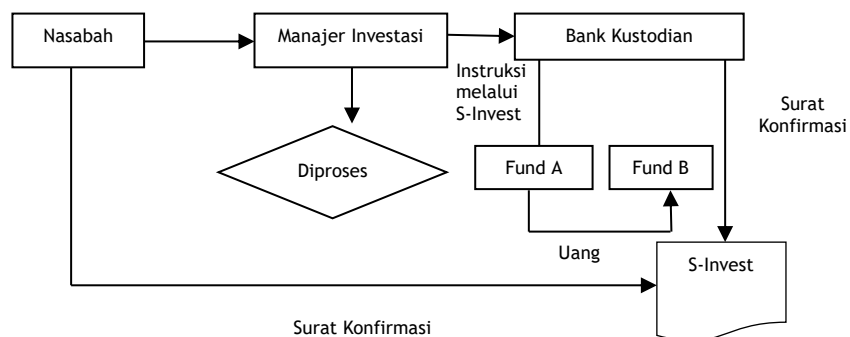 Nasabah
Manajer Investasi
Bank Kustodian
Instruksi
melalui
S-Invest
Surat
Konfirmasi
Diproses
Fund A
Fund B
Uang
S-Invest
Surat Konfirmasi